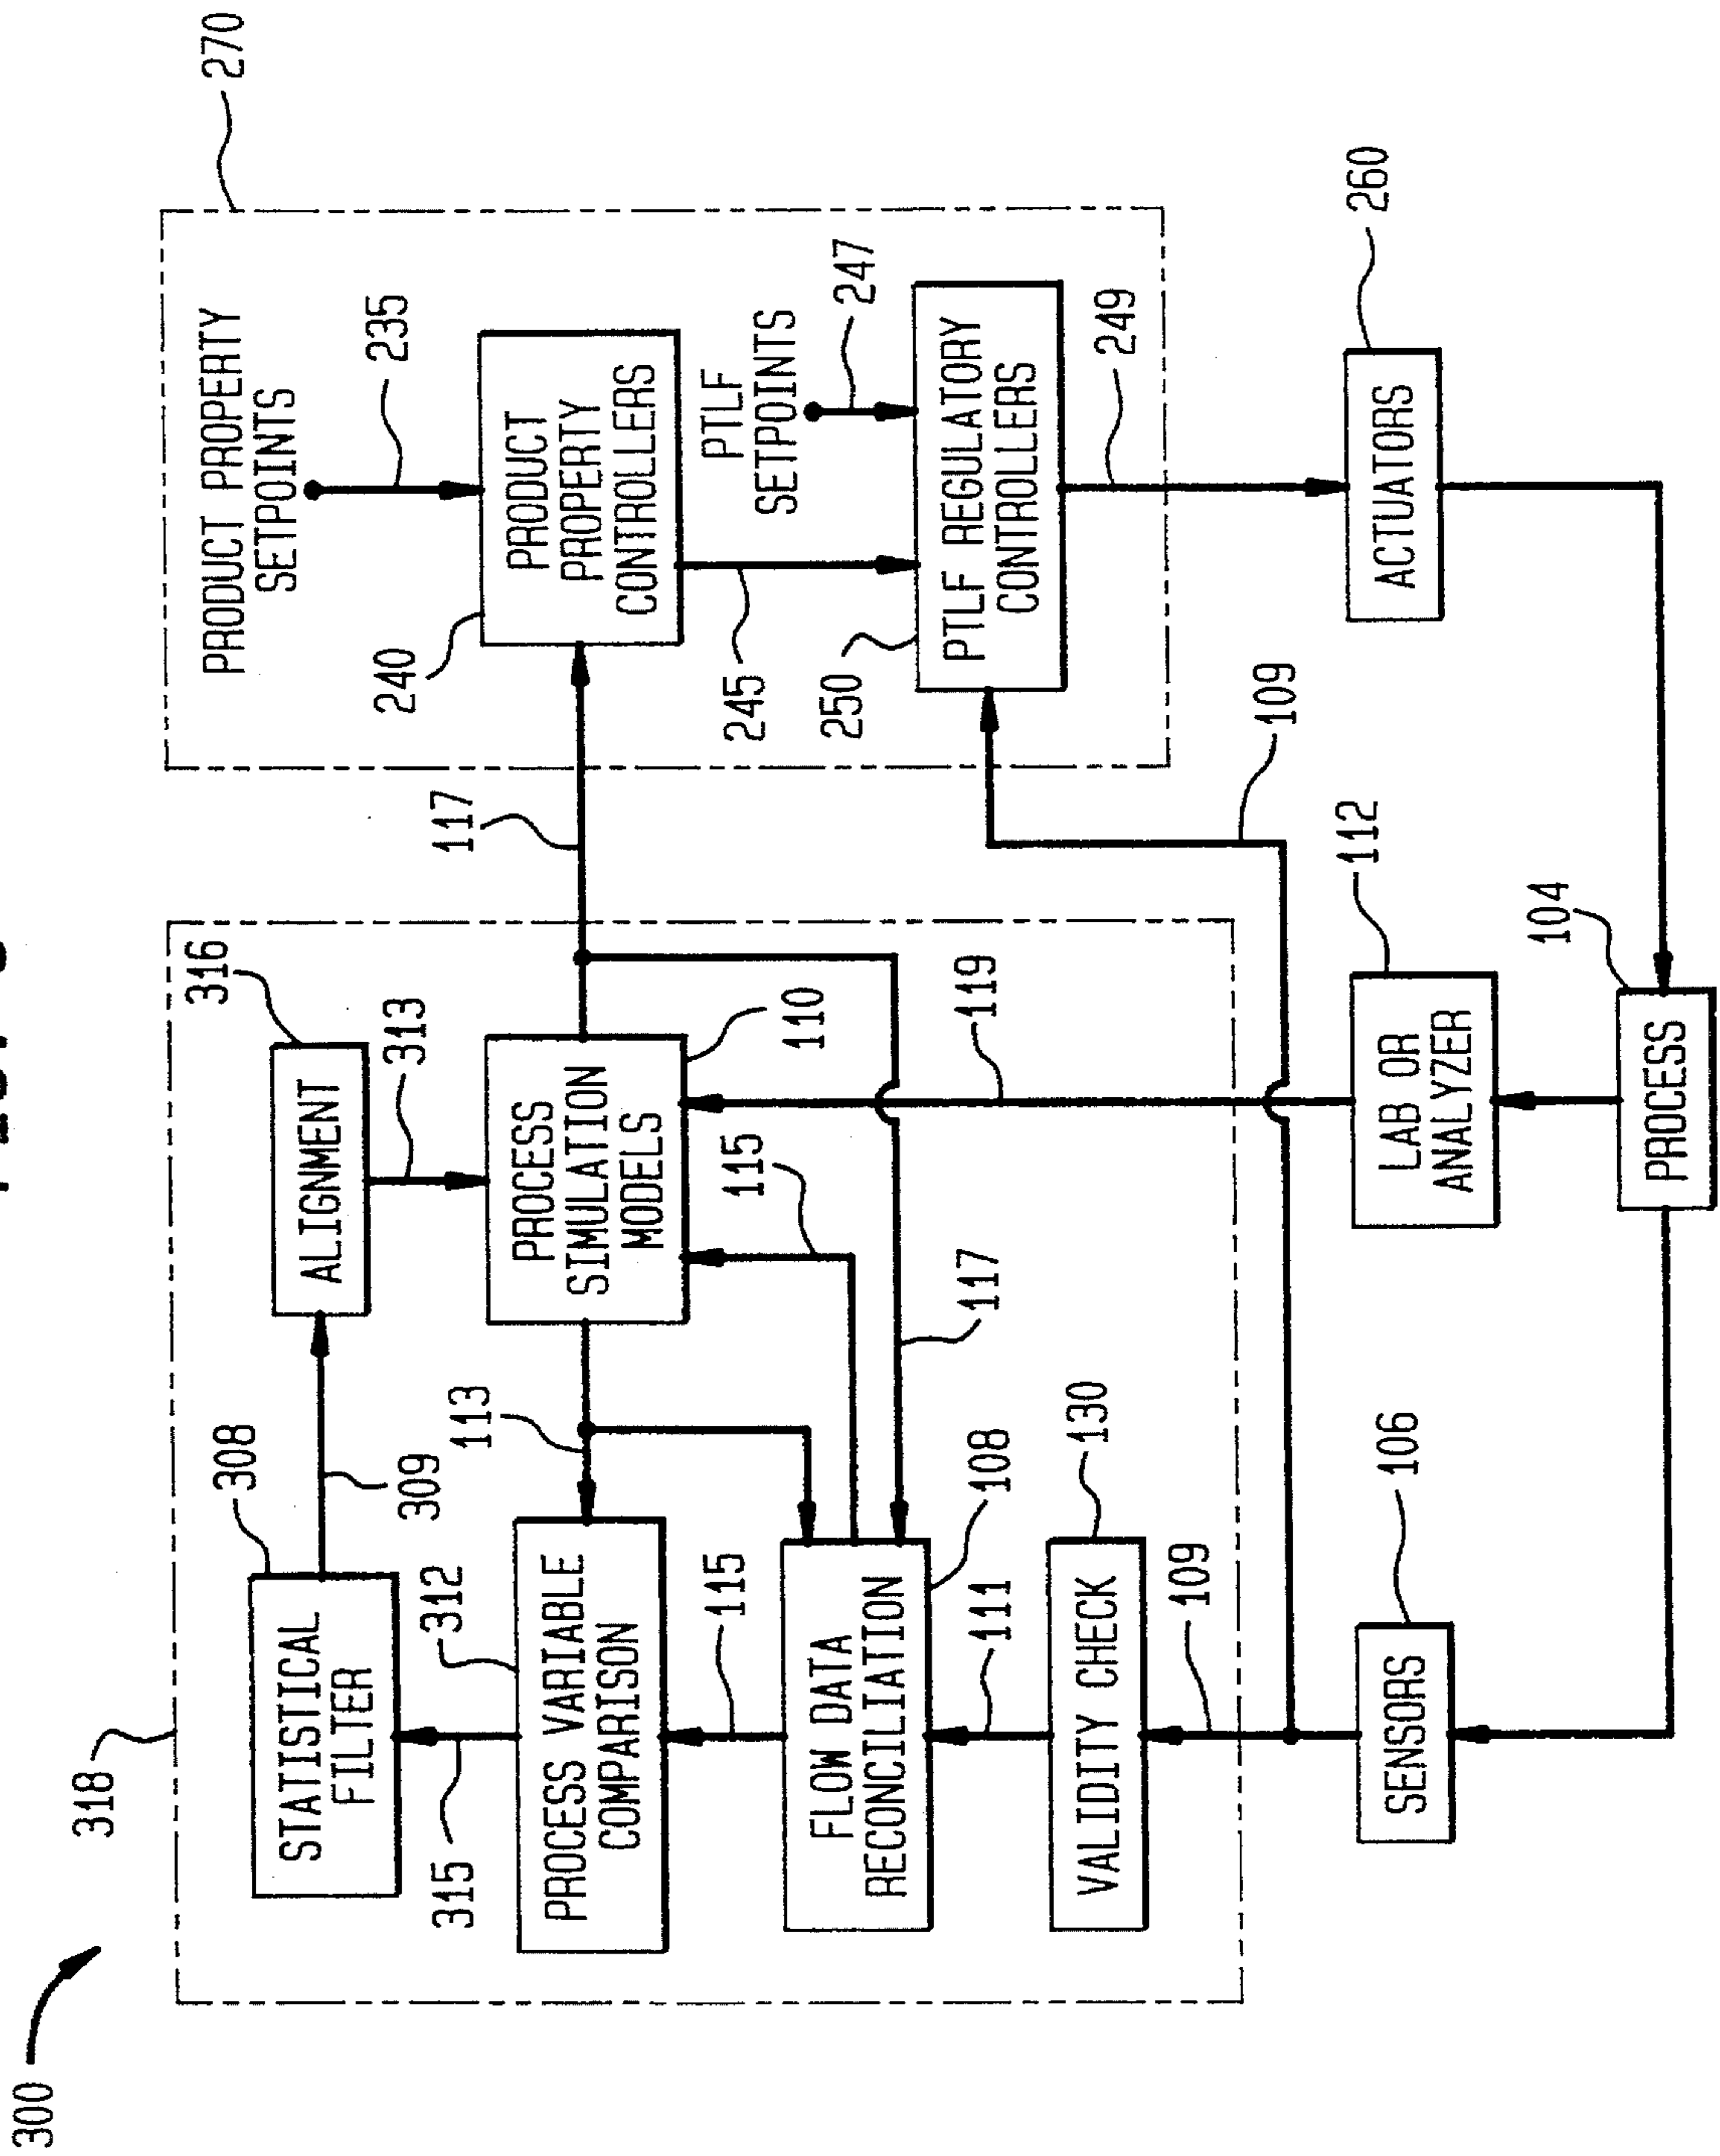 300
318
STATISTICAL
FILTER
308
309
ALIGNMENT
316
313
315
PROCESS VARIABLE
COMPARISON
312
113
PROCESS
SIMULATION
MODELS
110
117
115
FLOW DATA
RECONCILIATION
108
115
117
119
111
VALIDITY CHECK
130
109
SENSORS
106
LAB OR
ANALYZER
112
PROCESS
104
109
270
PRODUCT PROPERTY
SETPOINTS
235
240
PRODUCT
PROPERTY
CONTROLLERS
245
PTLF
SETPOINTS
247
250
PTLF REGULATORY
CONTROLLERS
249
ACTUATORS
260